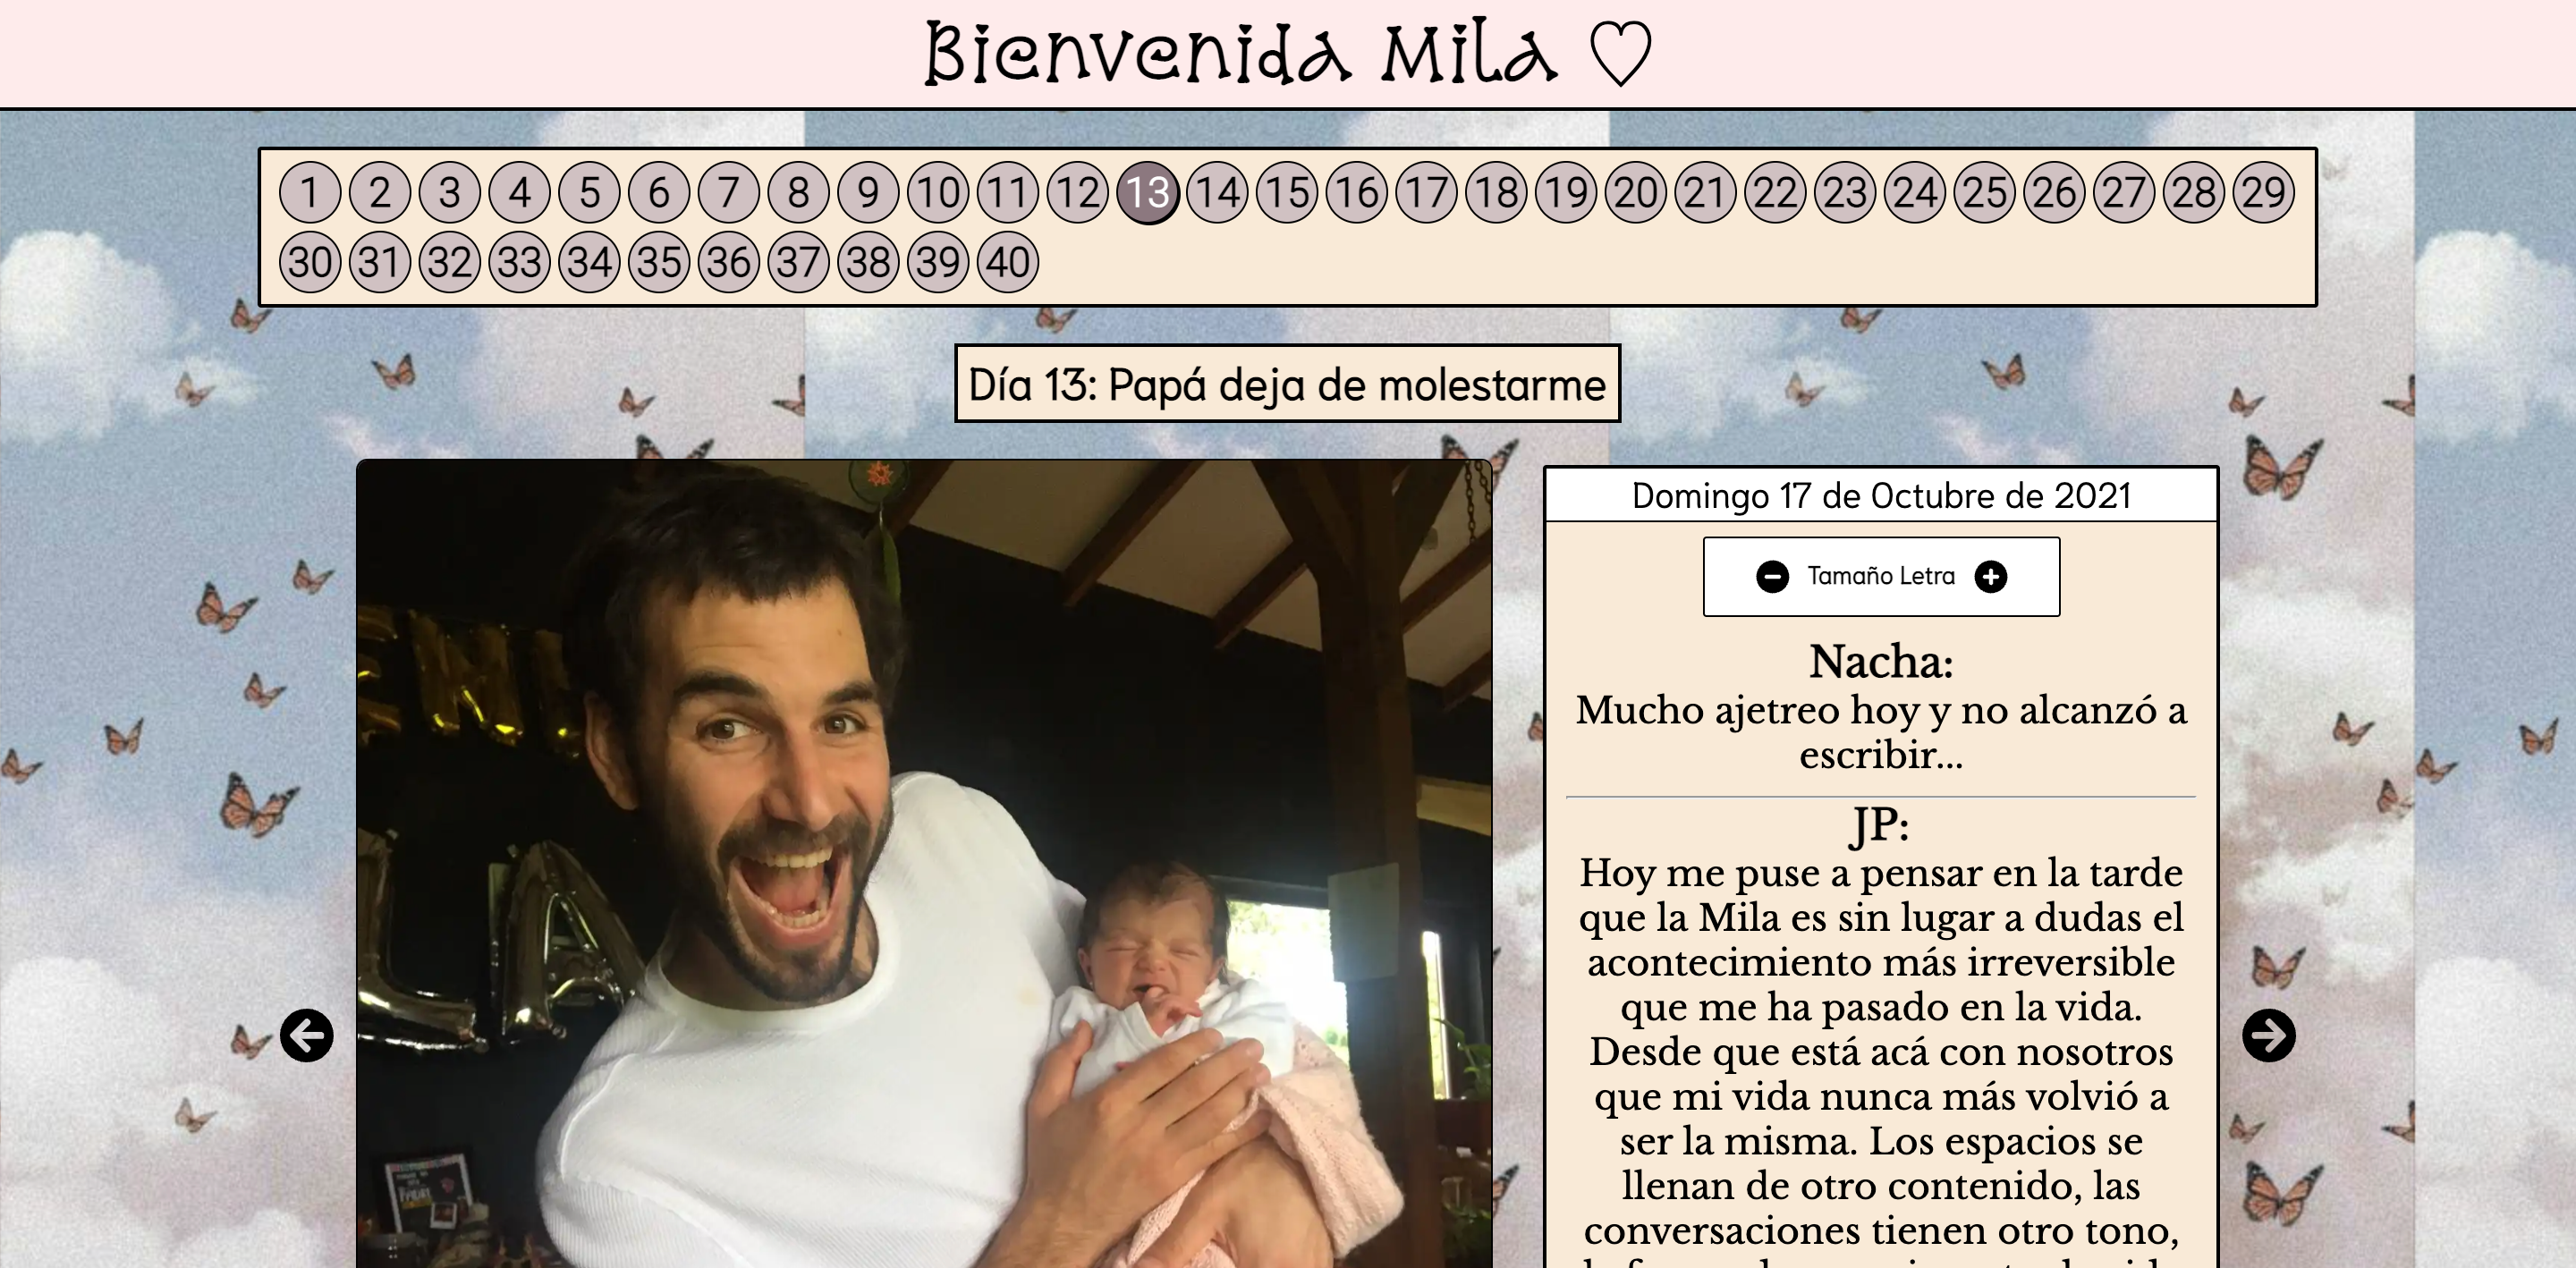 Bienvenida Mila ♡
1 2 3 4 5 6 7 8 9 10 11 12 13 14 15 16 17 18 19 20 21 22 23 24 25 26 27 28 29
30 31 32 33 34 35 36 37 38 39 40
Día 13: Papá deja de molestarme
LA
Domingo 17 de Octubre de 2021
Tamaño Letra
Nacha:
Mucho ajetreo hoy y no alcanzó a
escribir...
JP:
Hoy me puse a pensar en la tarde
que la Mila es sin lugar a dudas el
acontecimiento más irreversible
que me ha pasado en la vida.
Desde que está acá con nosotros
que mi vida nunca más volvió a
ser la misma. Los espacios se
llenan de otro contenido, las
conversaciones tienen otro tono,